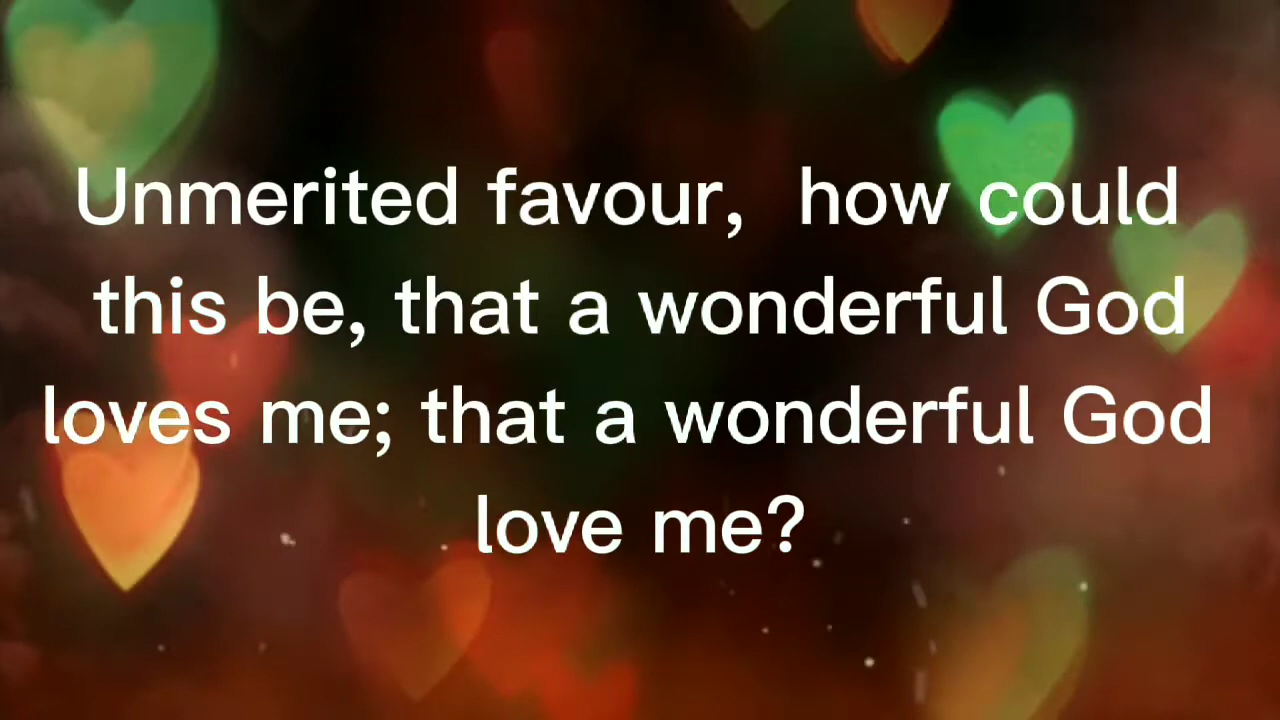 Unmerited favour,  how could
this be, that a wonderful God
loves me; that a wonderful God
love me?